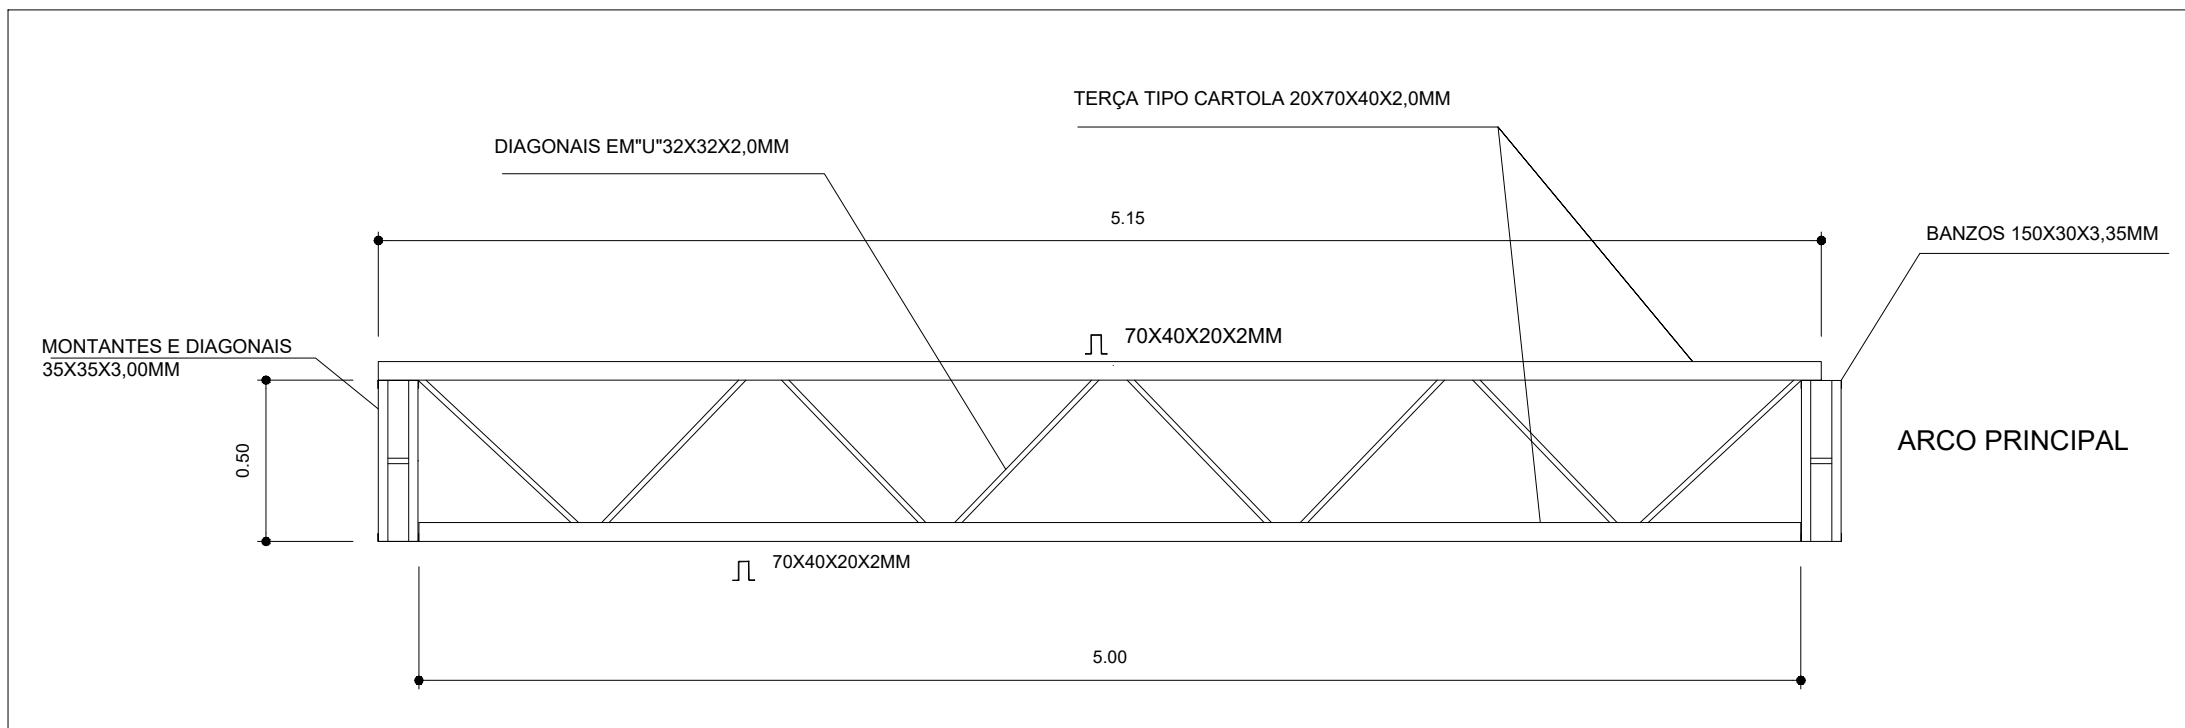 TERÇA TIPO CARTOLA 20X70X40X2,0MM
DIAGONAIS EM"U"32X32X2,0MM
5.15
BANZOS 150X30X3,35MM
70X40X20X2MM
MONTANTES E DIAGONAIS
35X35X3,00MM
0.50
ARCO PRINCIPAL
70X40X20X2MM
5.00